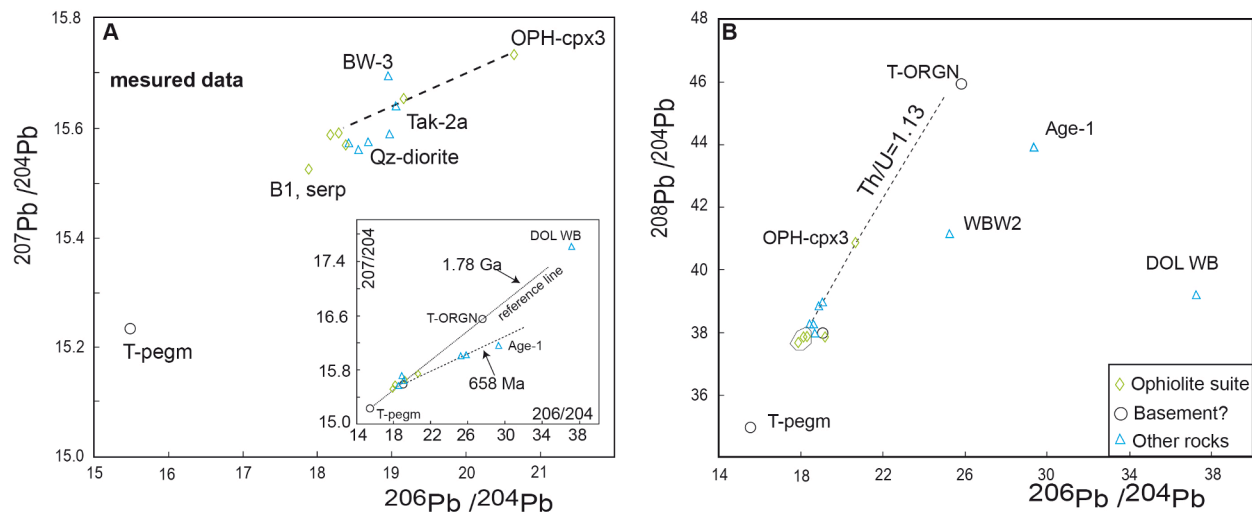 A
mesured data
15.8
15.6
15.4
15.2
15.0
207Pb /204Pb
OPH-cpx3
BW-3
Tak-2a
Qz-diorite
B1, serp
T-pegm
15 16 17 18 19 20 21
206Pb /204Pb
207/204
17.4
16.6
15.8
15.0
DOL WB
1.78 Ga
reference line
T-ORGN
Age-1
658 Ma
T-pegm
206/204
14 18 22 26 30 34 38
B
48
46
44
42
40
38
36
208Pb /204Pb
T-ORGN
Age-1
Th/U=1.13
WBW2
OPH-cpx3
DOL WB
T-pegm
Ophiolite suite
Basement?
Other rocks
14 18 22 26 30 34 38
206Pb /204Pb